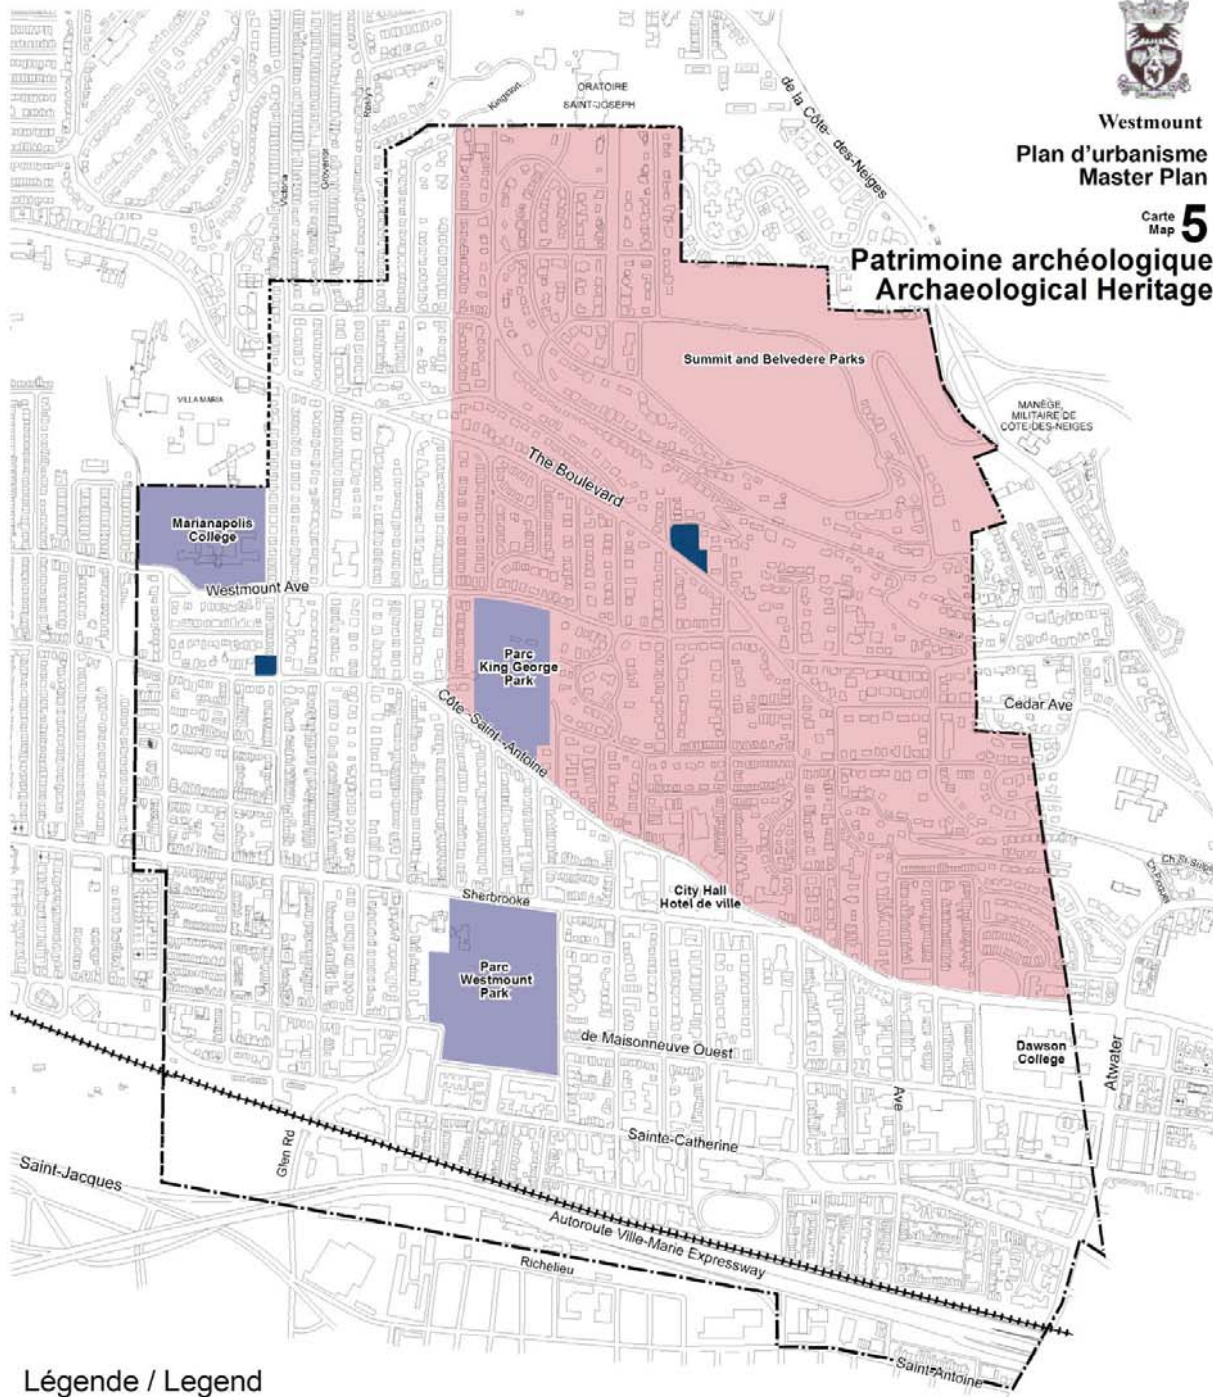 Westmount
Plan d'urbanisme
Master Plan
Carte
Map 5
Patrimoine archéologique
Archaeological Heritage
ORATOIRE
SAINT-JOSEPH
Kingston
Roslyn
Grovenor
Victoria
de la Côte-des-Neiges
Summit and Belvedere Parks
VILLA MARIA
MANÈGE
MILITAIRE DE
CÔTE-DES-NEIGES
The Boulevard
Marianapolis
College
Westmount Ave
Parc
King George
Park
Cedar Ave
Côte-Saint-Antoine
City Hall
Hotel de ville
Sherbrooke
Parc
Westmount
Park
de Maisonneuve Ouest
Dawson
College
Atwater
Ave
Sainte-Catherine
Glen Rd
Saint-Jacques
Autoroute Ville-Marie Expressway
Richelieu
Saint-Antoine
Légende / Legend